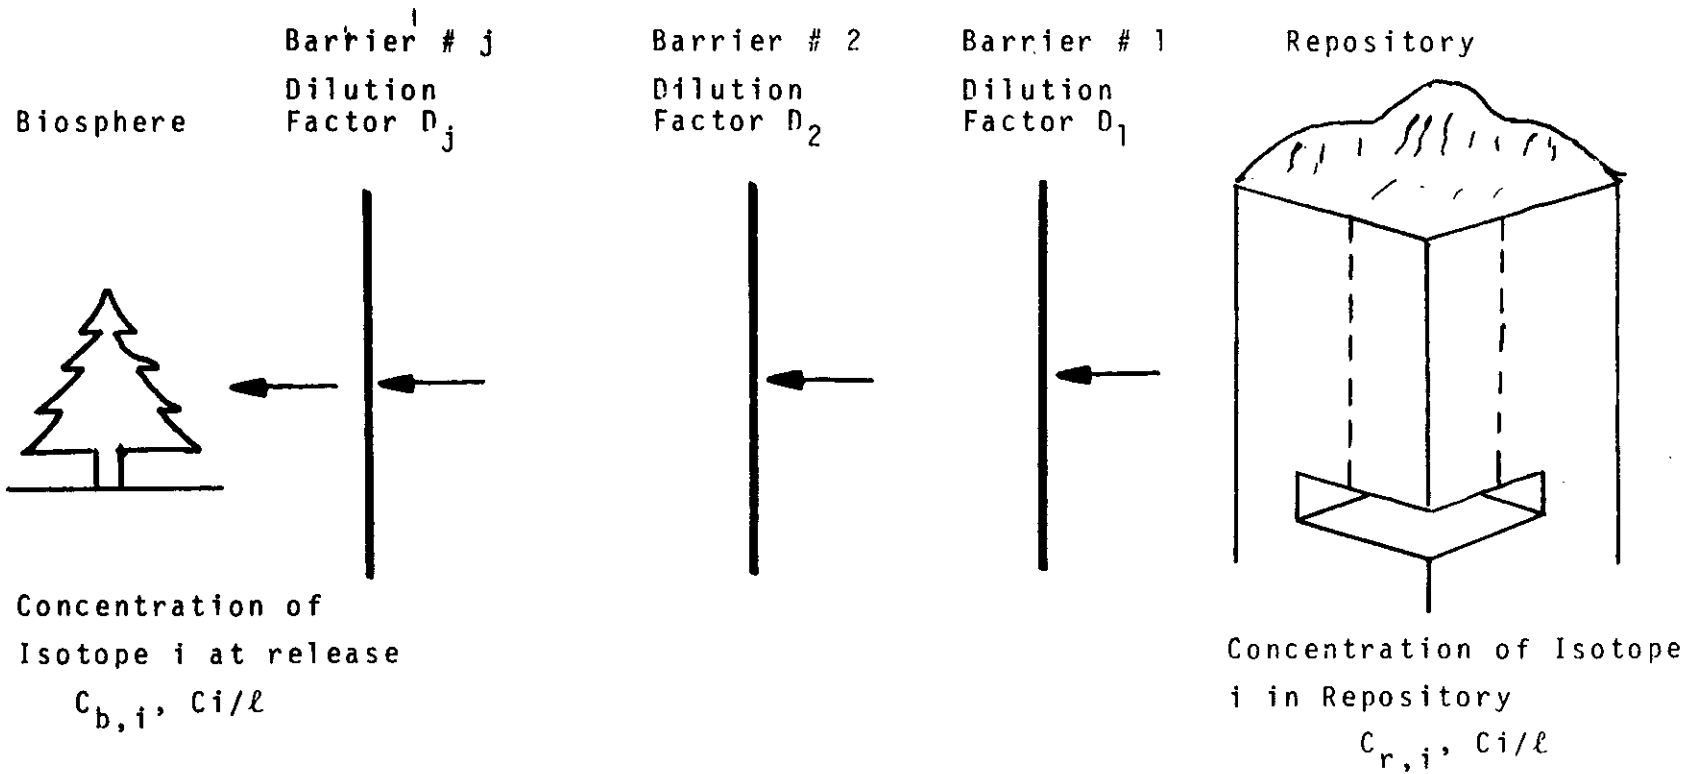 Biosphere
Barrier # j
Dilution
Factor D_j
Barrier # 2
Dilution
Factor D_2
Barrier # 1
Dilution
Factor D_1
Repository
Concentration of
Isotope i at release
C_b,i, Ci/ℓ
Concentration of Isotope
i in Repository
C_r,i, Ci/ℓ